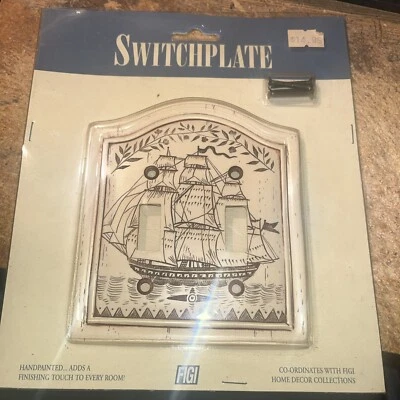 SWITCHPLATE
HANDPAINTED... ADDS A
FINISHING TOUCH TO EVERY ROOM!
FIGI
CO-ORDINATES WITH FIGI
HOME DECOR COLLECTIONS